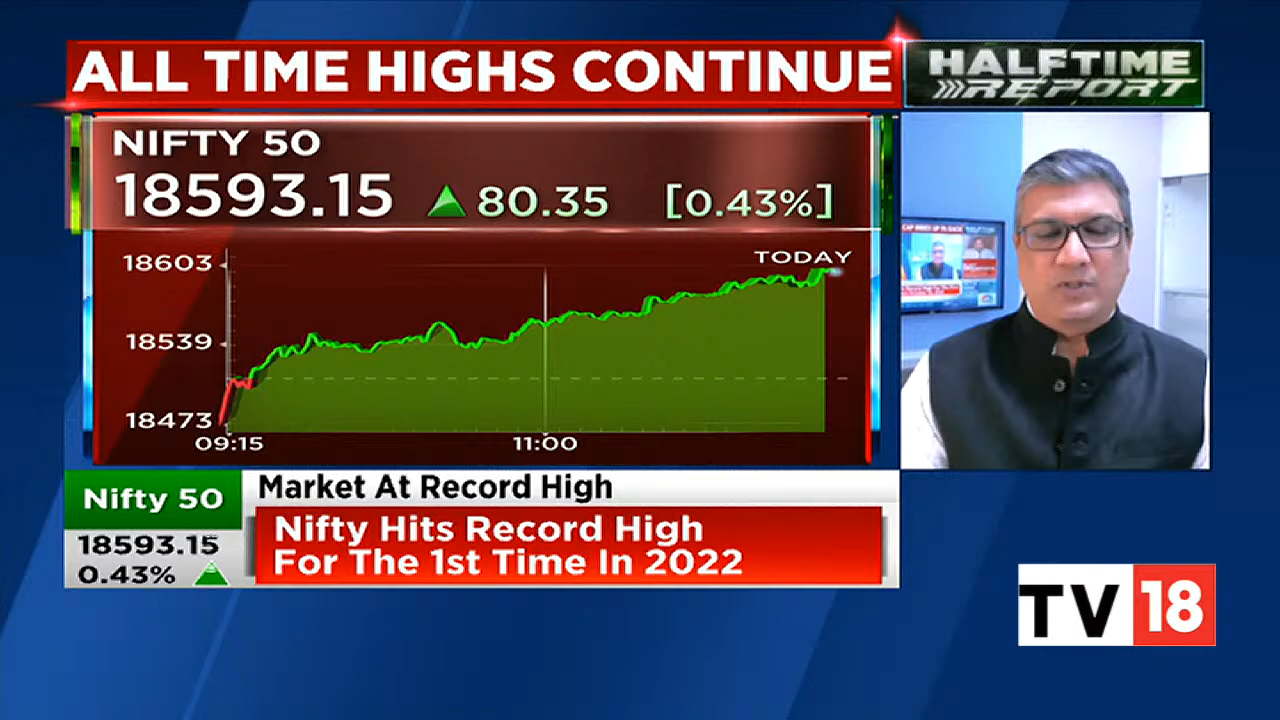 ALL TIME HIGHS CONTINUE
HALFTIME
REPORT
NIFTY 50
18593.15 ▲ 80.35 [0.43%]
TODAY
18603
18539
18473
09:15
11:00
Nifty 50
18593.15
0.43% ▲
Market At Record High
Nifty Hits Record High
For The 1st Time In 2022
TV18